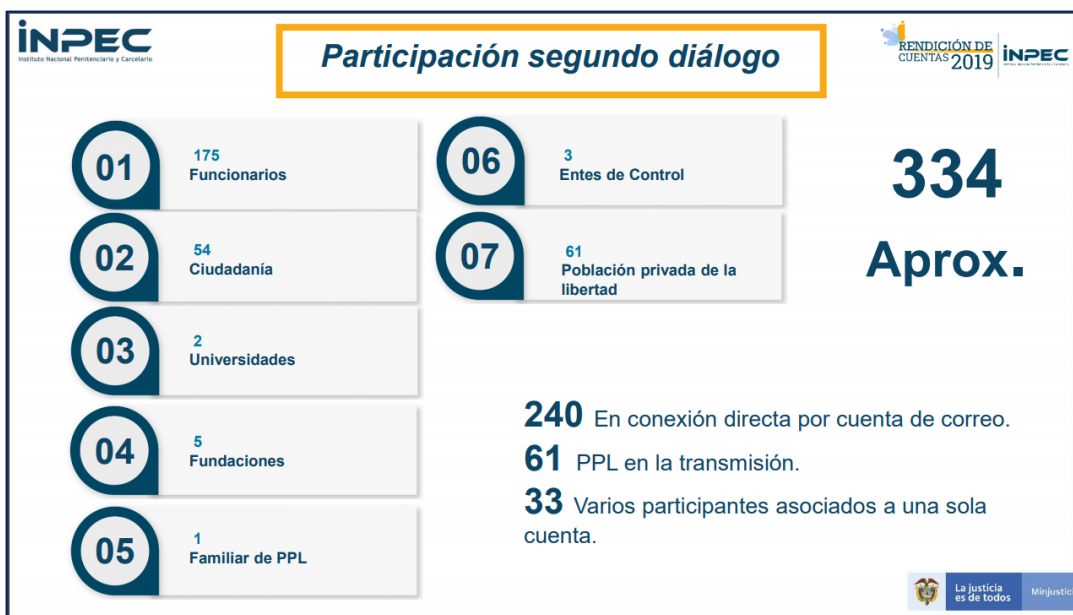 INPEC
Instituto Nacional Penitenciario y Carcelario
Participación segundo diálogo
RENDICIÓN DE
CUENTAS 2019
INPEC
01
175
Funcionarios
02
54
Ciudadanía
03
2
Universidades
04
5
Fundaciones
05
1
Familiar de PPL
06
3
Entes de Control
07
61
Población privada de la
libertad
334
Aprox.
240 En conexión directa por cuenta de correo.
61 PPL en la transmisión.
33 Varios participantes asociados a una sola
cuenta.
La justicia
es de todos
Minjustici